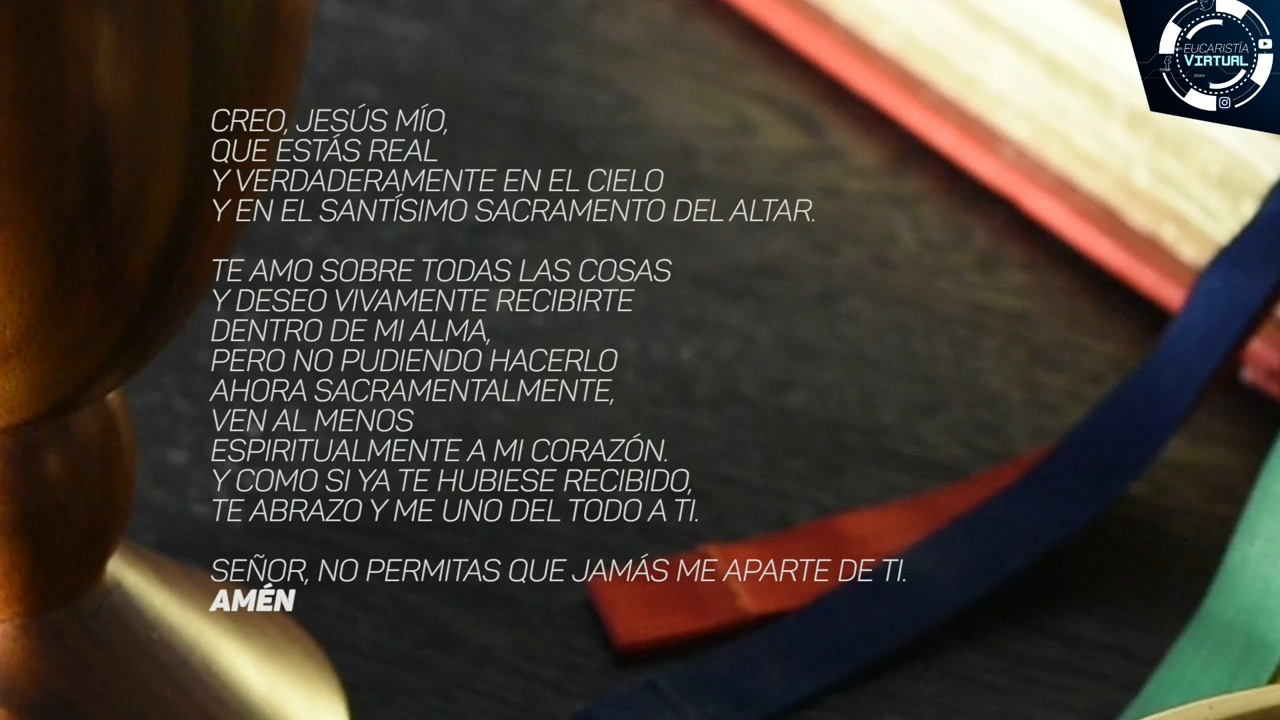 EUCARISTÍA
VIRTUAL
CREO, JESÚS MÍO,
QUE ESTÁS REAL
Y VERDADERAMENTE EN EL CIELO
Y EN EL SANTÍSIMO SACRAMENTO DEL ALTAR.
TE AMO SOBRE TODAS LAS COSAS
Y DESEO VIVAMENTE RECIBIRTE
DENTRO DE MI ALMA,
PERO NO PUDIENDO HACERLO
AHORA SACRAMENTALMENTE,
VEN AL MENOS
ESPIRITUALMENTE A MI CORAZÓN.
Y COMO SI YA TE HUBIESE RECIBIDO,
TE ABRAZO Y ME UNO DEL TODO A TI.
SEÑOR, NO PERMITAS QUE JAMÁS ME APARTE DE TI.
AMÉN